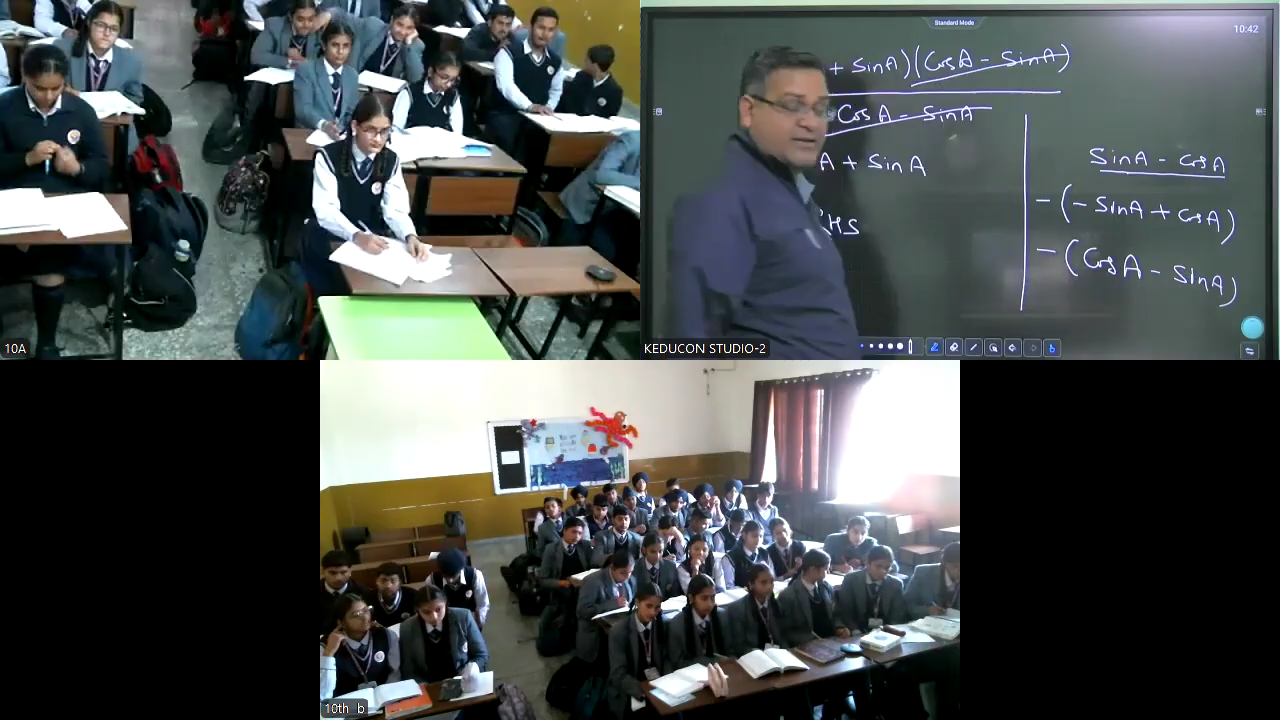 Standard Mode
10:42
+ SinA)(CosA - SinA)
CosA - SinA
A + SinA
HS
SinA - CosA
- (- SinA + CosA)
- (CosA - SinA)
10A
KEDUCON STUDIO-2
10th b